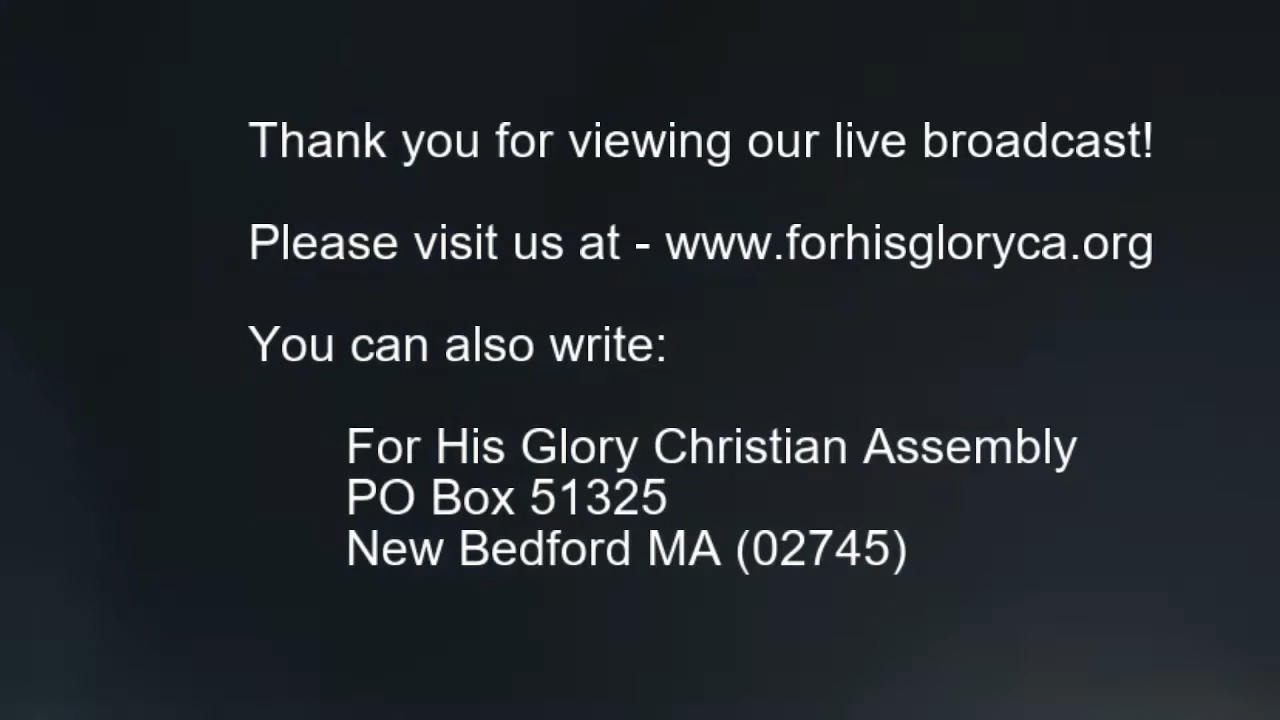 Thank you for viewing our live broadcast!
Please visit us at - www.forhisgloryca.org
You can also write:
For His Glory Christian Assembly
PO Box 51325
New Bedford MA (02745)